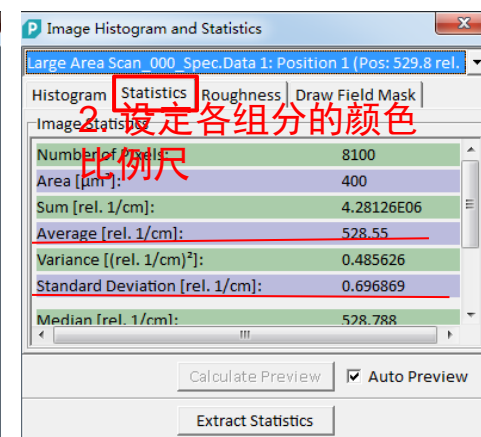 Image Histogram and Statistics
Large Area Scan_000_Spec.Data 1: Position 1 (Pos: 529.8 rel.
Histogram Statistics Roughness Draw Field Mask
Image Statistics
2. 设定各组分的颜色
比例尺
Number of Pixels: 8100
Area [µm²]: 400
Sum [rel. 1/cm]: 4.28126E06
Average [rel. 1/cm]: 528.55
Variance [(rel. 1/cm)²]: 0.485626
Standard Deviation [rel. 1/cm]: 0.696869
Median [rel. 1/cm]: 528.788
Calculate Preview Auto Preview
Extract Statistics